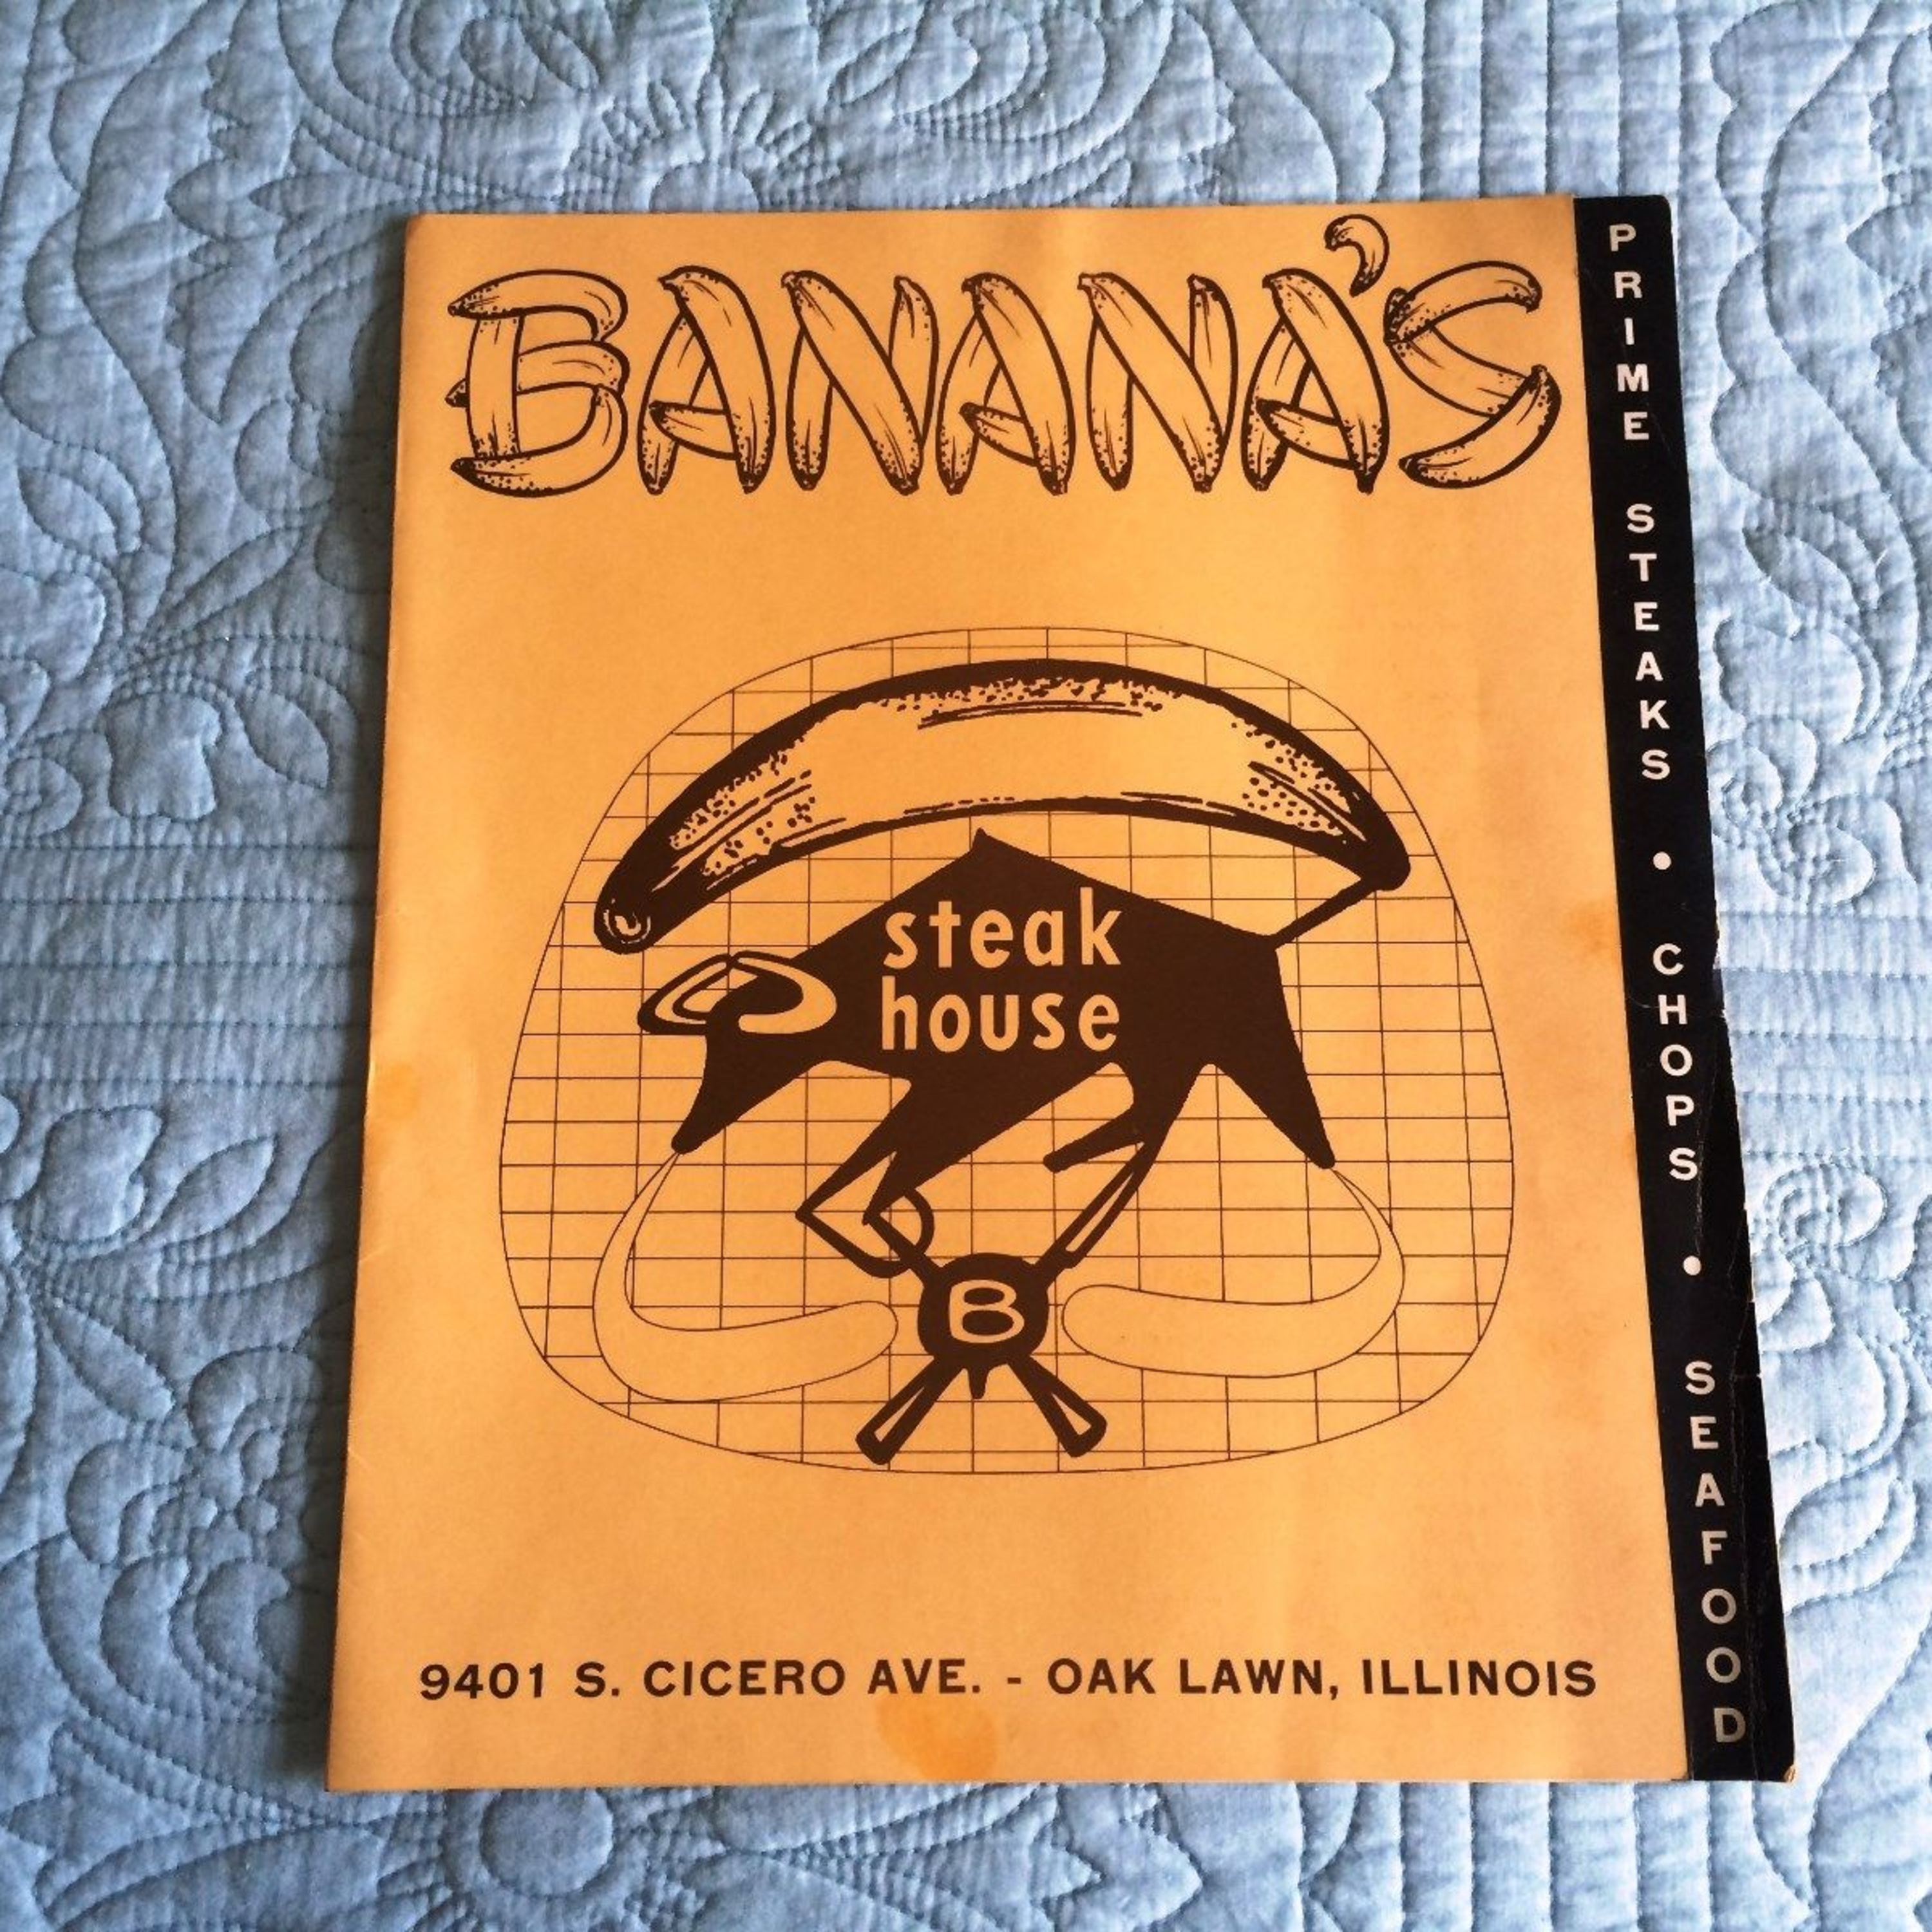 BANANA'S
steak
house
B
9401 S. CICERO AVE. - OAK LAWN, ILLINOIS
PRIME STEAKS • CHOPS • SEAFOOD